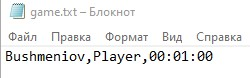 game.txt – Блокнот
Файл Правка Формат Вид Справка
Bushmeniov,Player,00:01:00